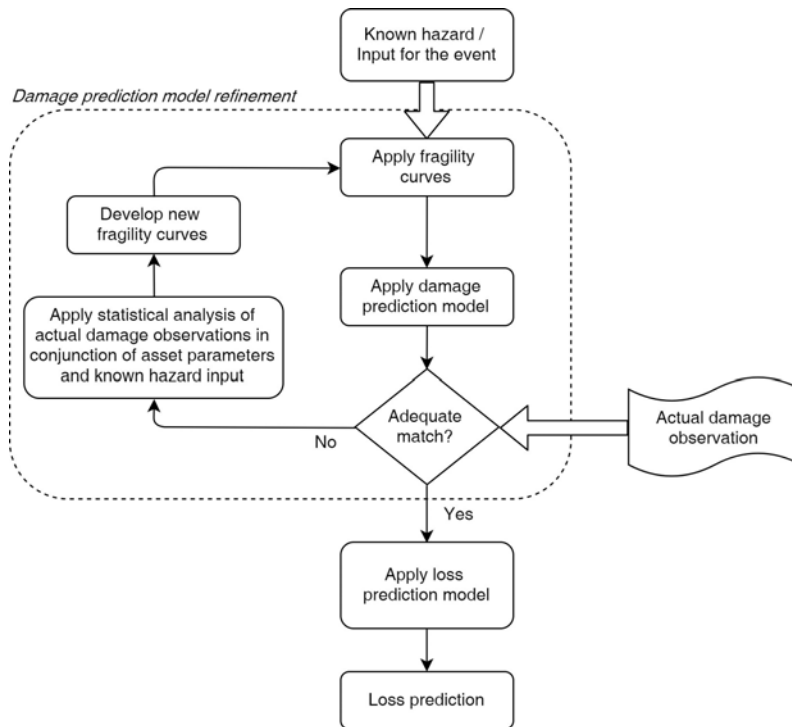 Known hazard /
Input for the event
Damage prediction model refinement
Apply fragility
curves
Develop new
fragility curves
Apply damage
prediction model
Apply statistical analysis of
actual damage observations in
conjunction of asset parameters
and known hazard input
Adequate
match?
Actual damage
observation
No
Yes
Apply loss
prediction model
Loss prediction